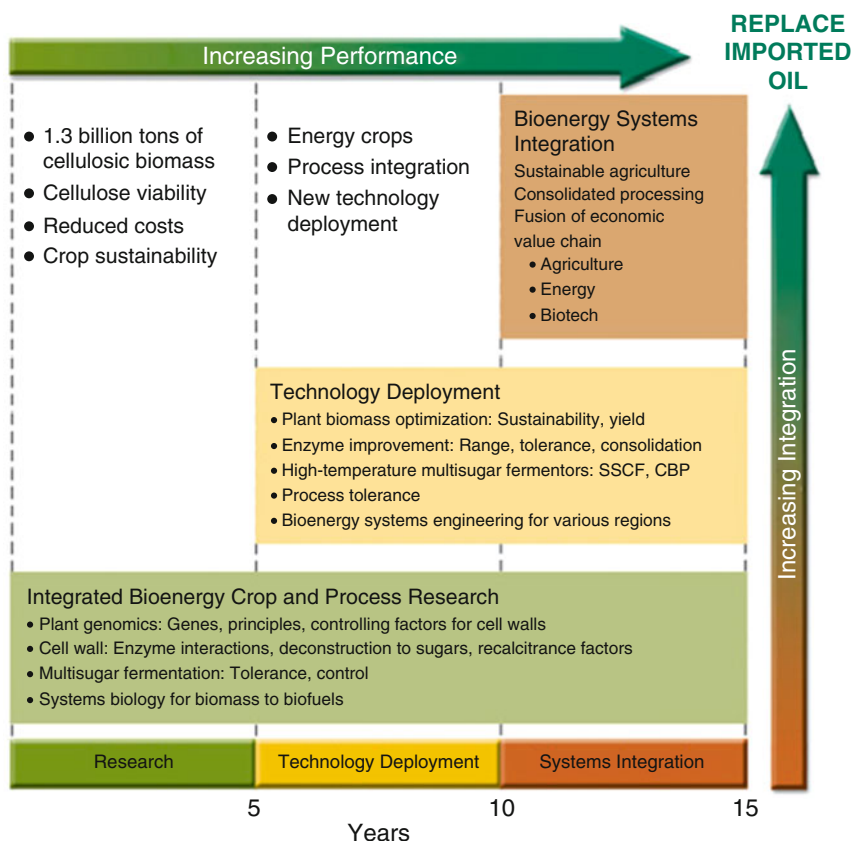 REPLACE
IMPORTED
OIL
Increasing Performance
• 1.3 billion tons of
cellulosic biomass
• Cellulose viability
• Reduced costs
• Crop sustainability
• Energy crops
• Process integration
• New technology
deployment
Bioenergy Systems
Integration
Sustainable agriculture
Consolidated processing
Fusion of economic
value chain
• Agriculture
• Energy
• Biotech
Technology Deployment
• Plant biomass optimization: Sustainability, yield
• Enzyme improvement: Range, tolerance, consolidation
• High-temperature multisugar fermentors: SSCF, CBP
• Process tolerance
• Bioenergy systems engineering for various regions
Increasing Integration
Integrated Bioenergy Crop and Process Research
• Plant genomics: Genes, principles, controlling factors for cell walls
• Cell wall: Enzyme interactions, deconstruction to sugars, recalcitrance factors
• Multisugar fermentation: Tolerance, control
• Systems biology for biomass to biofuels
Research
Technology Deployment
Systems Integration
5
10
15
Years